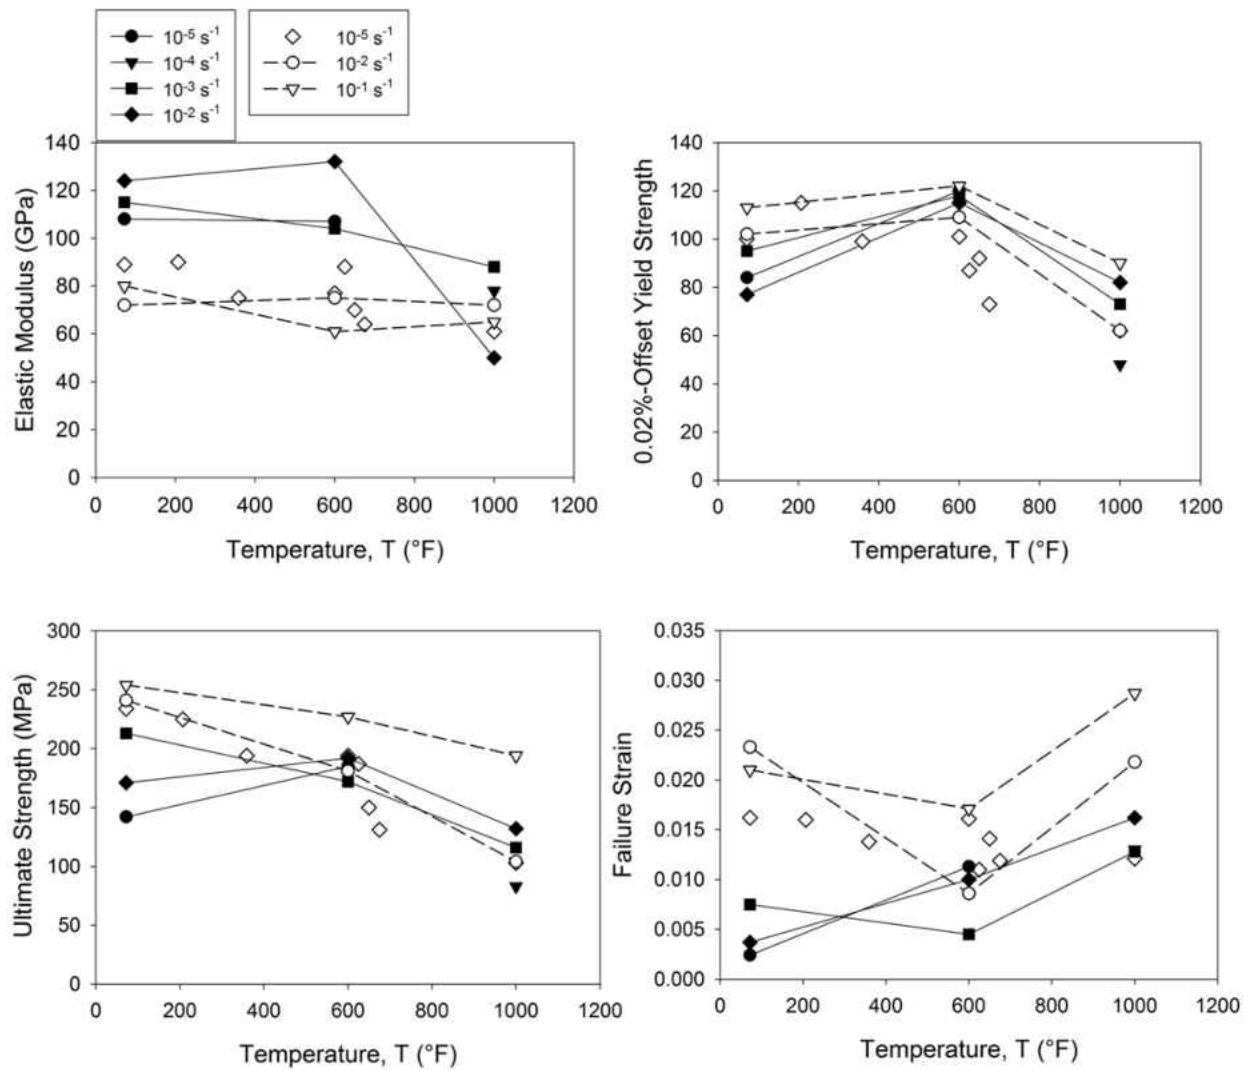 10⁻⁵ s⁻¹
10⁻⁴ s⁻¹
10⁻³ s⁻¹
10⁻² s⁻¹
10⁻⁵ s⁻¹
10⁻² s⁻¹
10⁻¹ s⁻¹
Elastic Modulus (GPa)
140
120
100
80
60
40
20
0
0 200 400 600 800 1000 1200
Temperature, T (°F)
0.02%-Offset Yield Strength
140
120
100
80
60
40
20
0
0 200 400 600 800 1000 1200
Temperature, T (°F)
Ultimate Strength (MPa)
300
250
200
150
100
50
0
0 200 400 600 800 1000 1200
Temperature, T (°F)
Failure Strain
0.035
0.030
0.025
0.020
0.015
0.010
0.005
0.000
0 200 400 600 800 1000 1200
Temperature, T (°F)